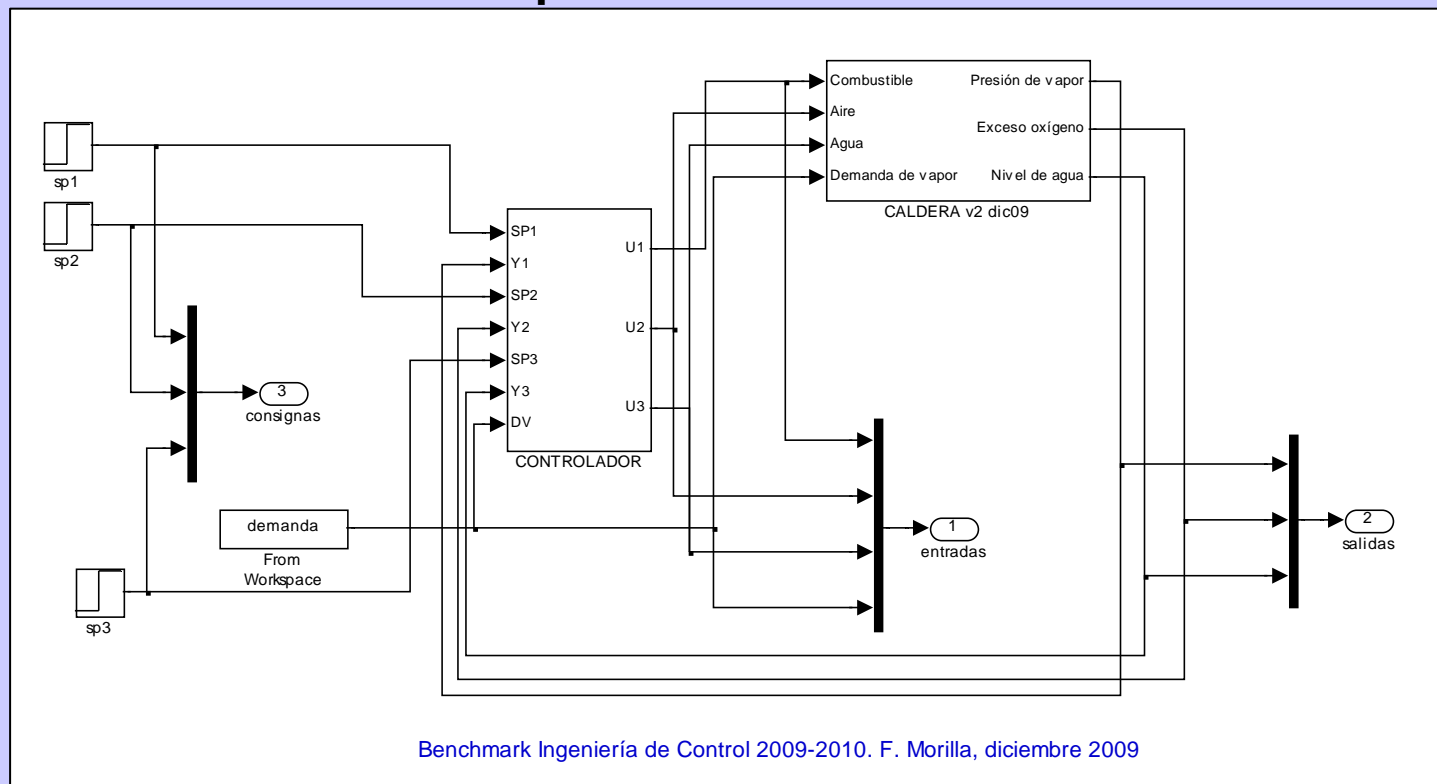 Combustible
Aire
Agua
Demanda de vapor
Presión de vapor
Exceso oxígeno
Nivel de agua
CALDERA v2 dic09
sp1
sp2
SP1
Y1
SP2
Y2
SP3
Y3
DV
U1
U2
U3
CONTROLADOR
3
consignas
demanda
From
Workspace
sp3
1
entradas
2
salidas
Benchmark Ingeniería de Control 2009-2010. F. Morilla, diciembre 2009